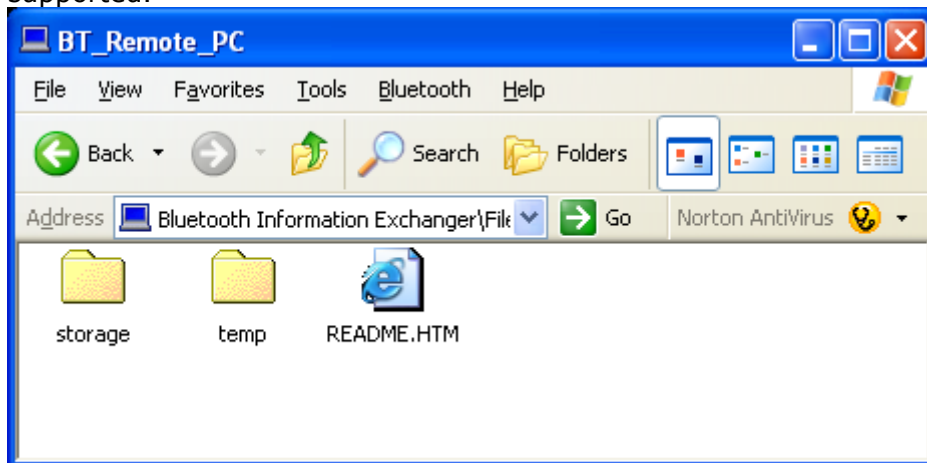 supported.
BT_Remote_PC
File View Favorites Tools Bluetooth Help
Back Search Folders
Address Bluetooth Information Exchanger\File Go Norton AntiVirus
storage temp README.HTM